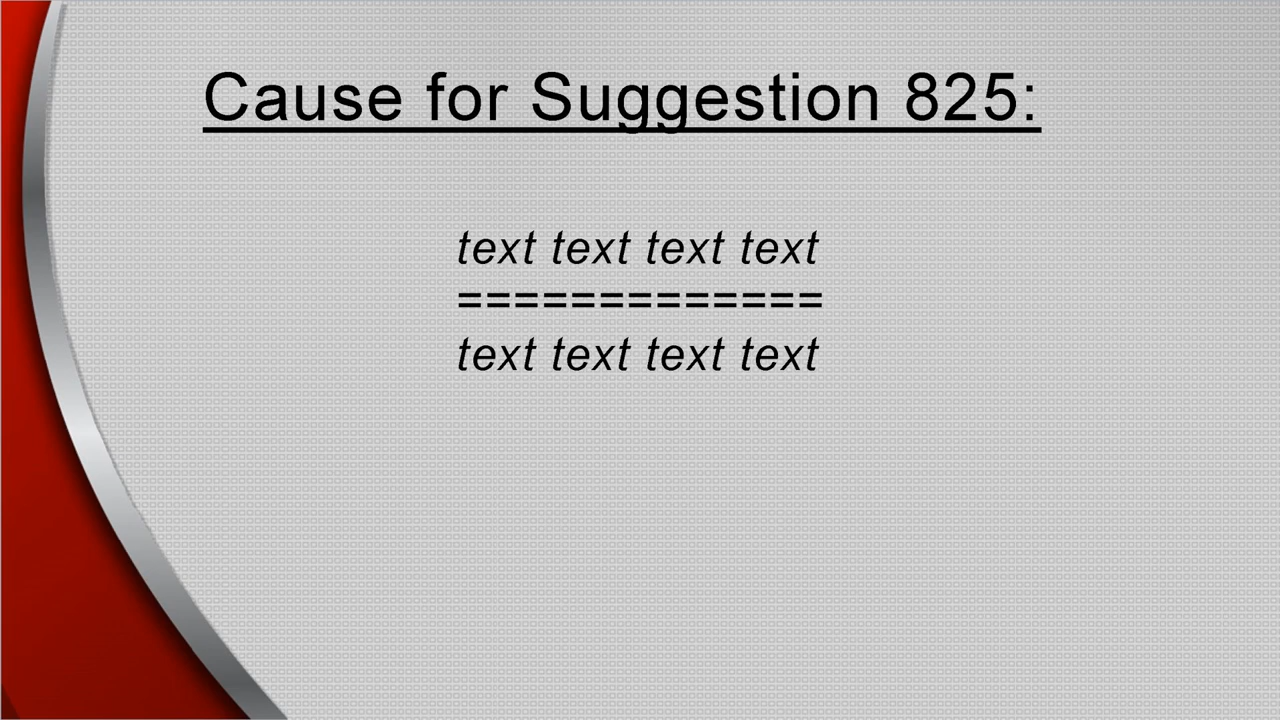 Cause for Suggestion 825:
text text text text
=============
text text text text